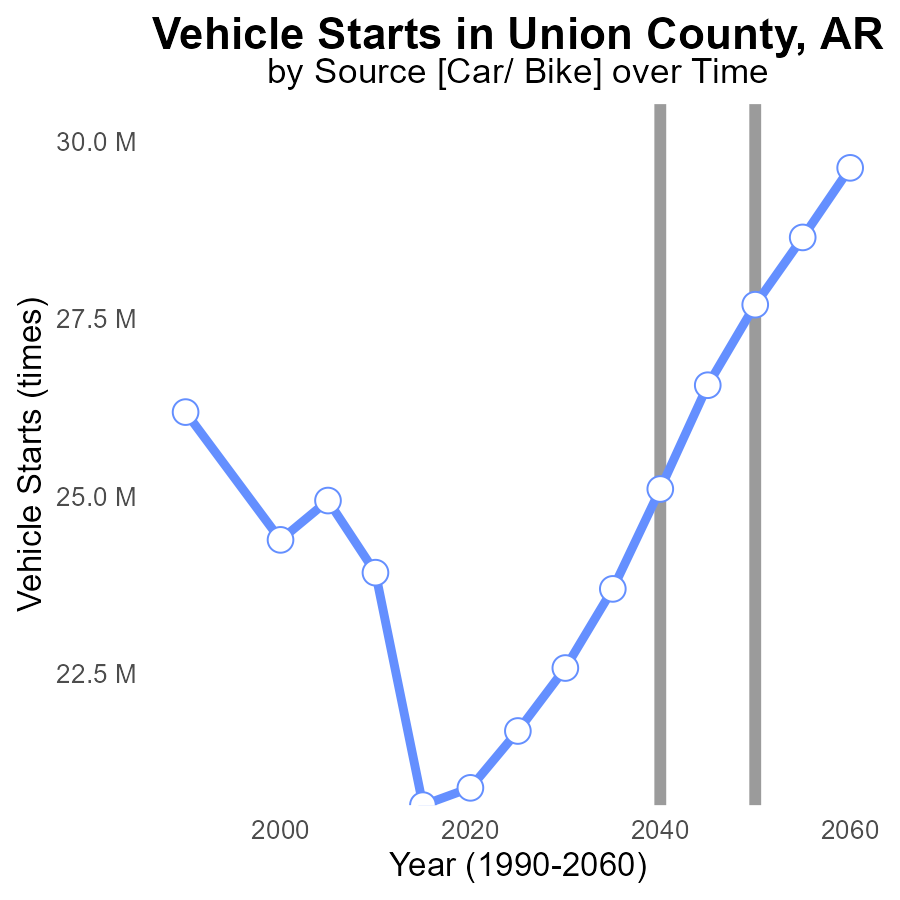 Vehicle Starts in Union County, AR
by Source [Car/ Bike] over Time
30.0 M
27.5 M
25.0 M
22.5 M
Vehicle Starts (times)
2000 2020 2040 2060
Year (1990-2060)